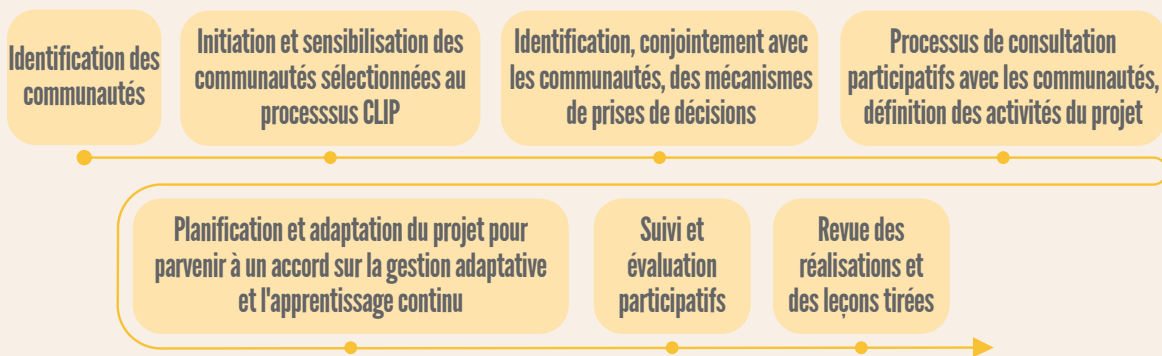 Identification des
communautés
Initiation et sensibilisation des
communautés sélectionnées au
processsus CLIP
Identification, conjointement avec
les communautés, des mécanismes
de prises de décisions
Processus de consultation
participatifs avec les communautés,
définition des activités du projet
Planification et adaptation du projet pour
parvenir à un accord sur la gestion adaptative
et l'apprentissage continu
Suivi et
évaluation
participatifs
Revue des
réalisations et
des leçons tirées